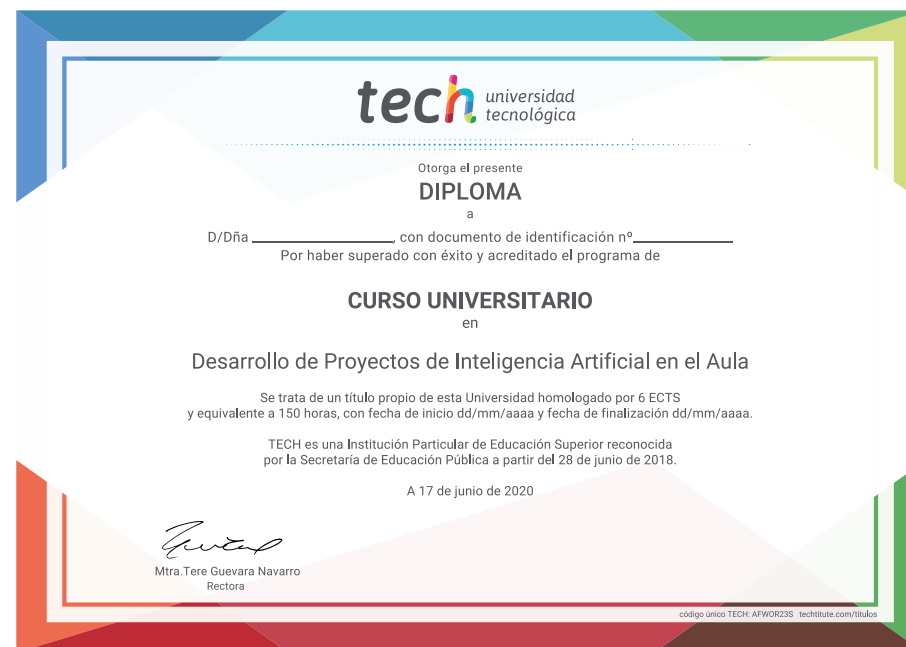 tech universidad
tecnológica
Otorga el presente
DIPLOMA
a
D/Dña ____________________, con documento de identificación nº______________
Por haber superado con éxito y acreditado el programa de
CURSO UNIVERSITARIO
en
Desarrollo de Proyectos de Inteligencia Artificial en el Aula
Se trata de un título propio de esta Universidad homologado por 6 ECTS
y equivalente a 150 horas, con fecha de inicio dd/mm/aaaa y fecha de finalización dd/mm/aaaa.
TECH es una Institución Particular de Educación Superior reconocida
por la Secretaría de Educación Pública a partir del 28 de junio de 2018.
A 17 de junio de 2020
Mtra.Tere Guevara Navarro
Rectora
código único TECH: AFWOR23S techtitute.com/titulos